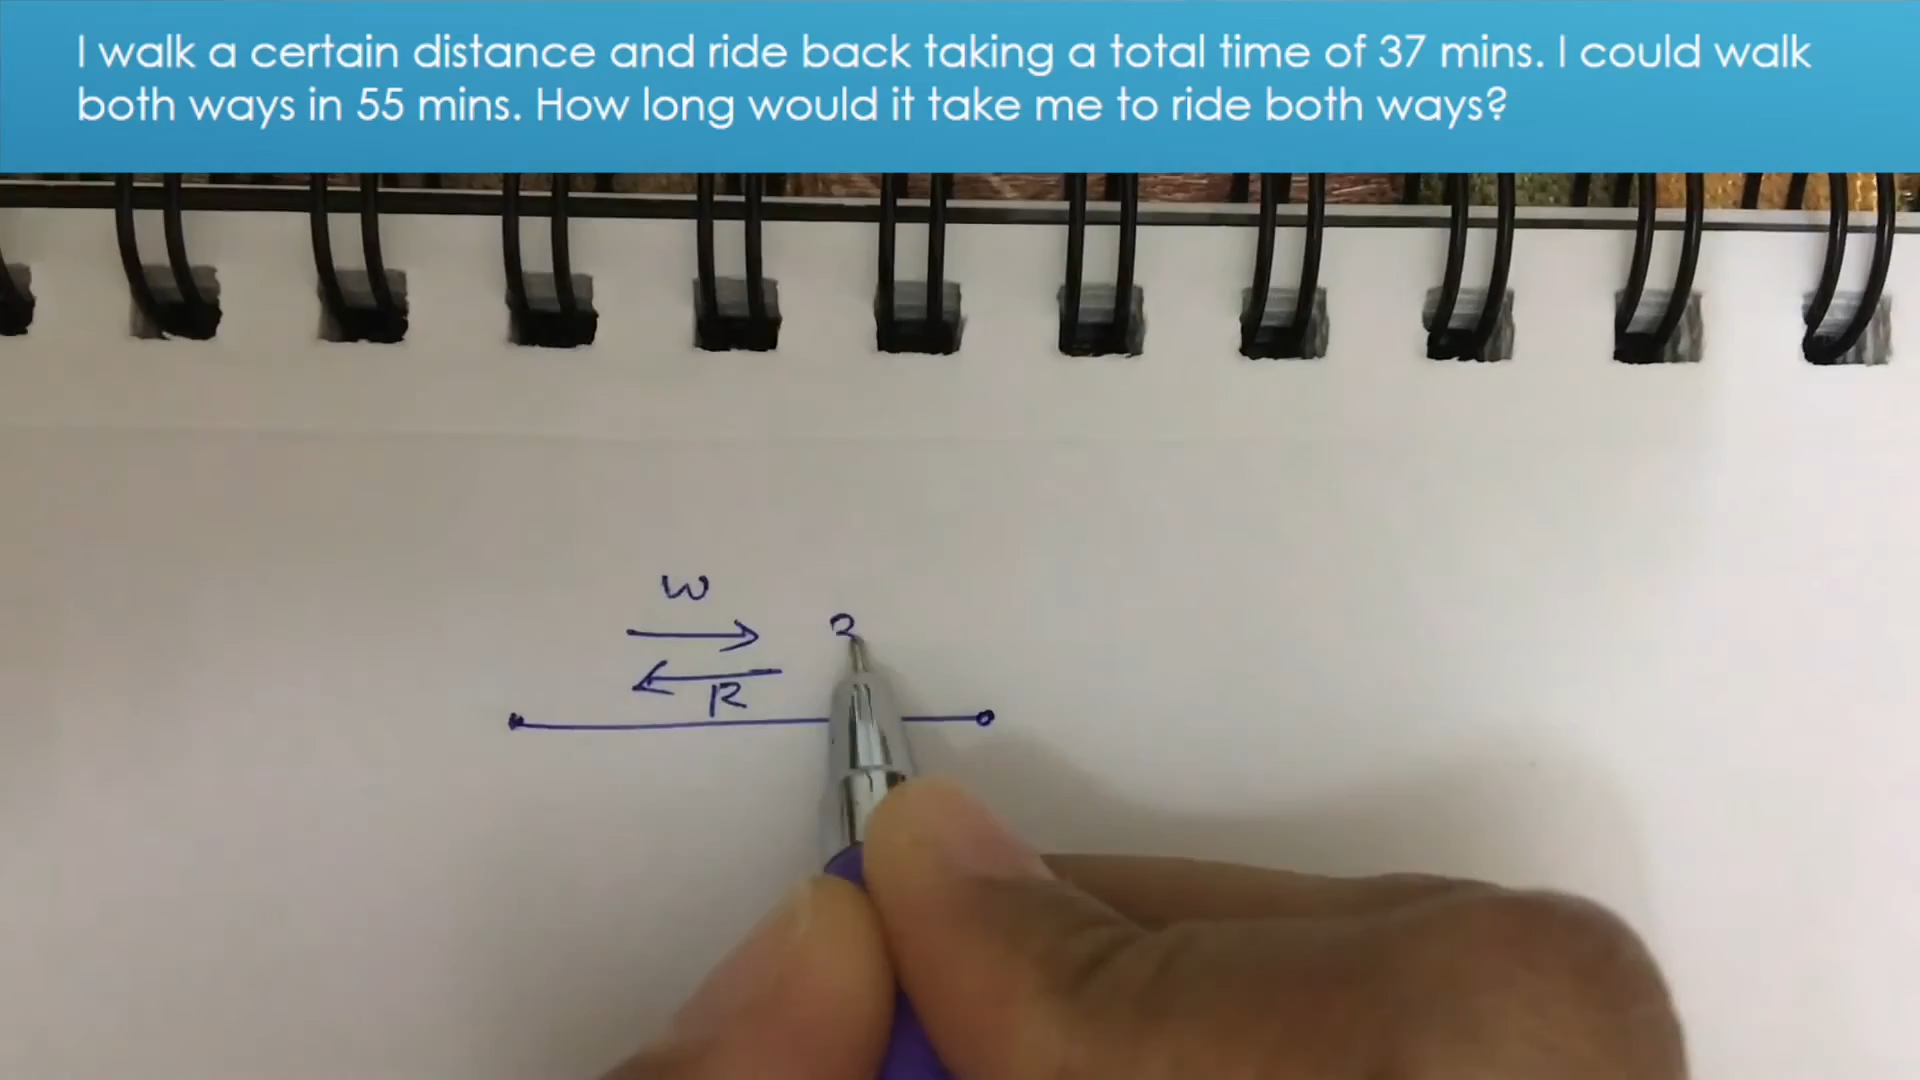 I walk a certain distance and ride back taking a total time of 37 mins. I could walk
both ways in 55 mins. How long would it take me to ride both ways?
W
R